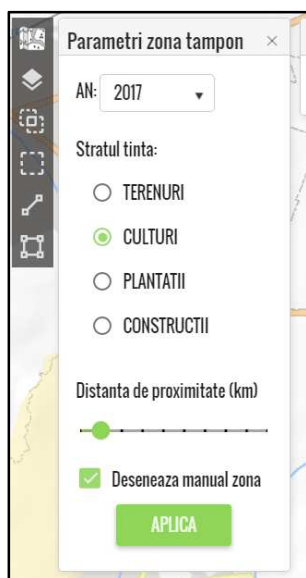 Parametri zona tampon
AN: 2017
Stratul tinta:
TERENURI
CULTURI
PLANTATII
CONSTRUCTII
Distanta de proximitate (km)
Deseneaza manual zona
APLICA